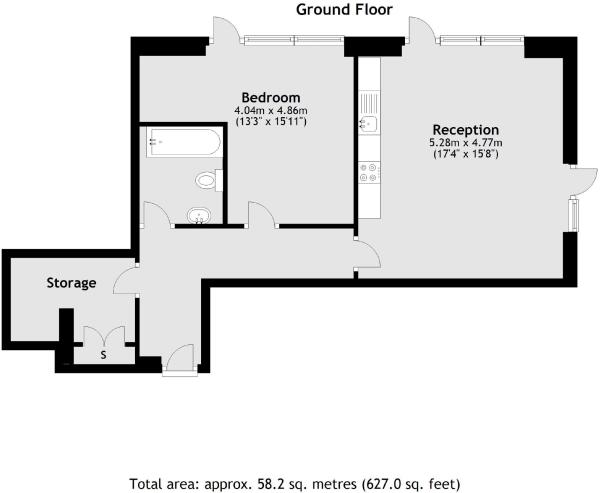 Ground Floor
Bedroom
4.04m x 4.86m
(13'3" x 15'11")
Reception
5.28m x 4.77m
(17'4" x 15'8")
Storage
S
Total area: approx. 58.2 sq. metres (627.0 sq. feet)